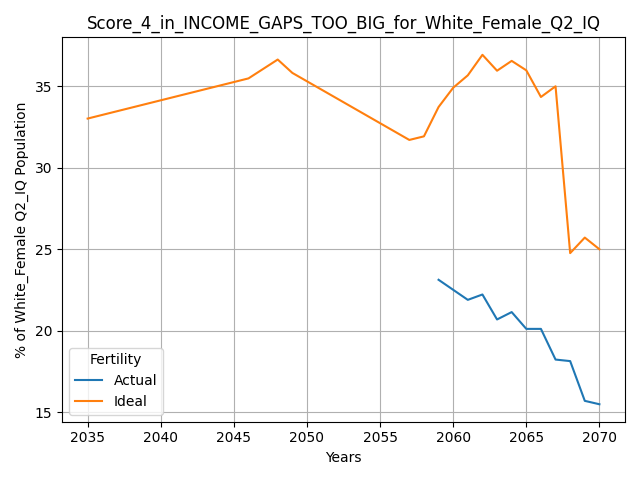 Score_4_in_INCOME_GAPS_TOO_BIG_for_White_Female_Q2_IQ
% of White_Female Q2_IQ Population
35
30
25
20
15
Fertility
Actual
Ideal
2035 2040 2045 2050 2055 2060 2065 2070
Years